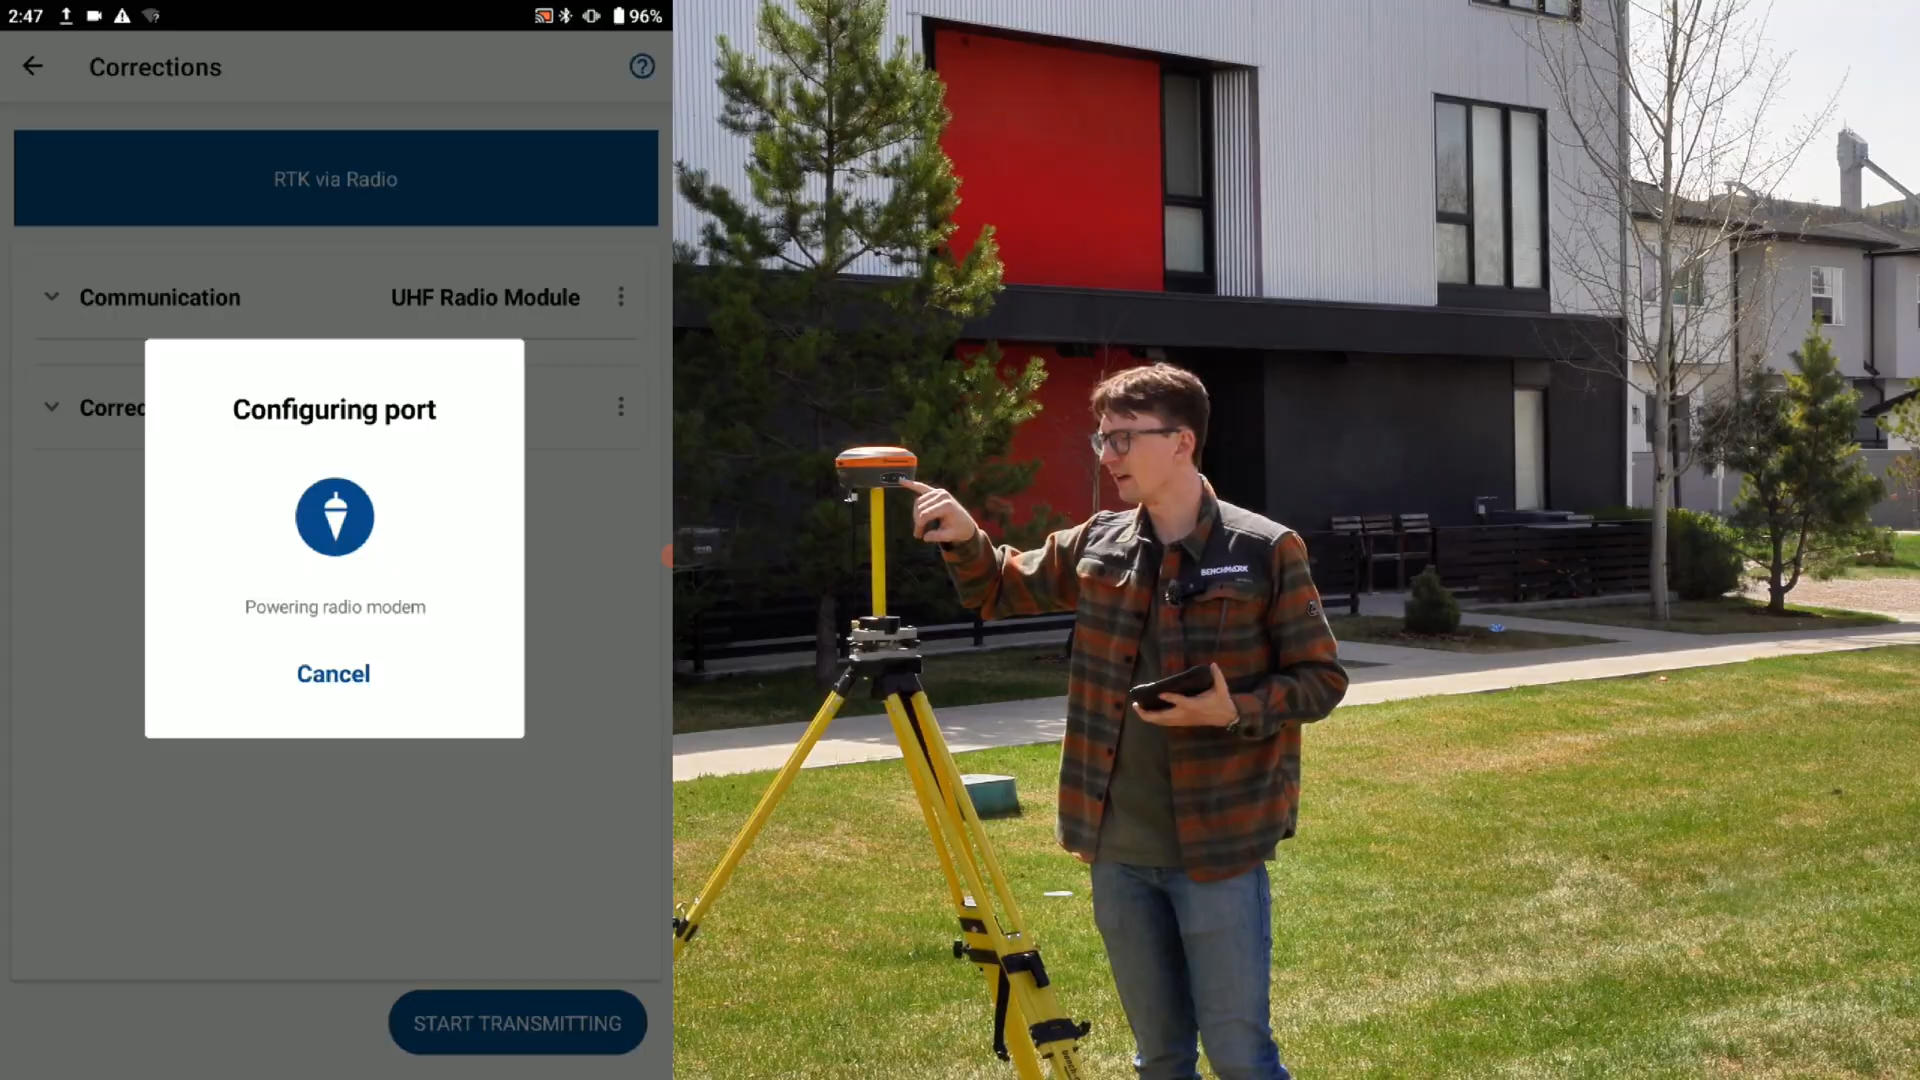 2:47
96%
Corrections
RTK via Radio
Communication
UHF Radio Module
Correc
Configuring port
Powering radio modem
Cancel
START TRANSMITTING
BENCHMARK